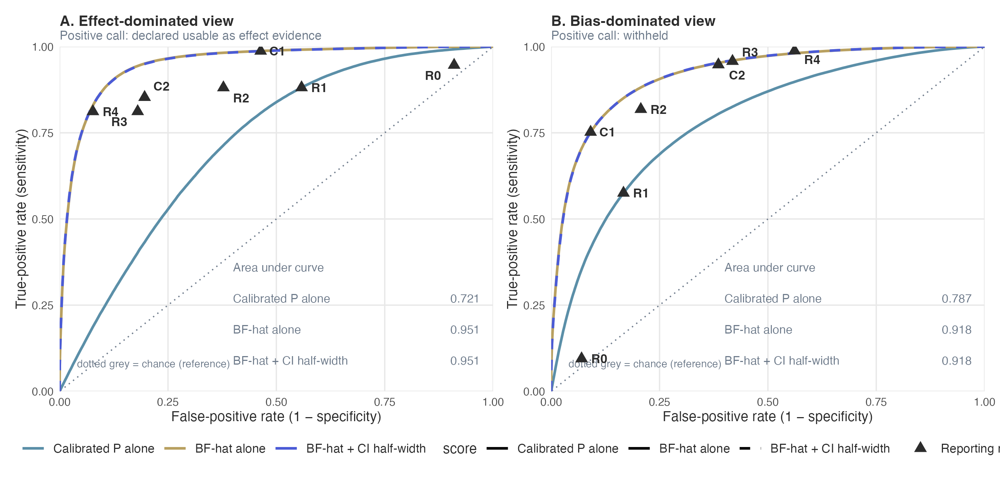 A. Effect-dominated view
Positive call: declared usable as effect evidence
True-positive rate (sensitivity)
1.00
0.75
0.50
0.25
0.00
C1
R0
C2
R2
R1
R4
R3
Area under curve
Calibrated P alone 0.721
BF-hat alone 0.951
BF-hat + CI half-width 0.951
dotted grey = chance (reference)
0.00 0.25 0.50 0.75 1.00
False-positive rate (1 − specificity)
B. Bias-dominated view
Positive call: withheld
True-positive rate (sensitivity)
1.00
0.75
0.50
0.25
0.00
R3
R4
C2
R2
C1
R1
R0
Area under curve
Calibrated P alone 0.787
BF-hat alone 0.918
BF-hat + CI half-width 0.918
dotted grey = chance (reference)
0.00 0.25 0.50 0.75 1.00
False-positive rate (1 − specificity)
Calibrated P alone BF-hat alone BF-hat + CI half-width score Calibrated P alone BF-hat alone BF-hat + CI half-width Reporting